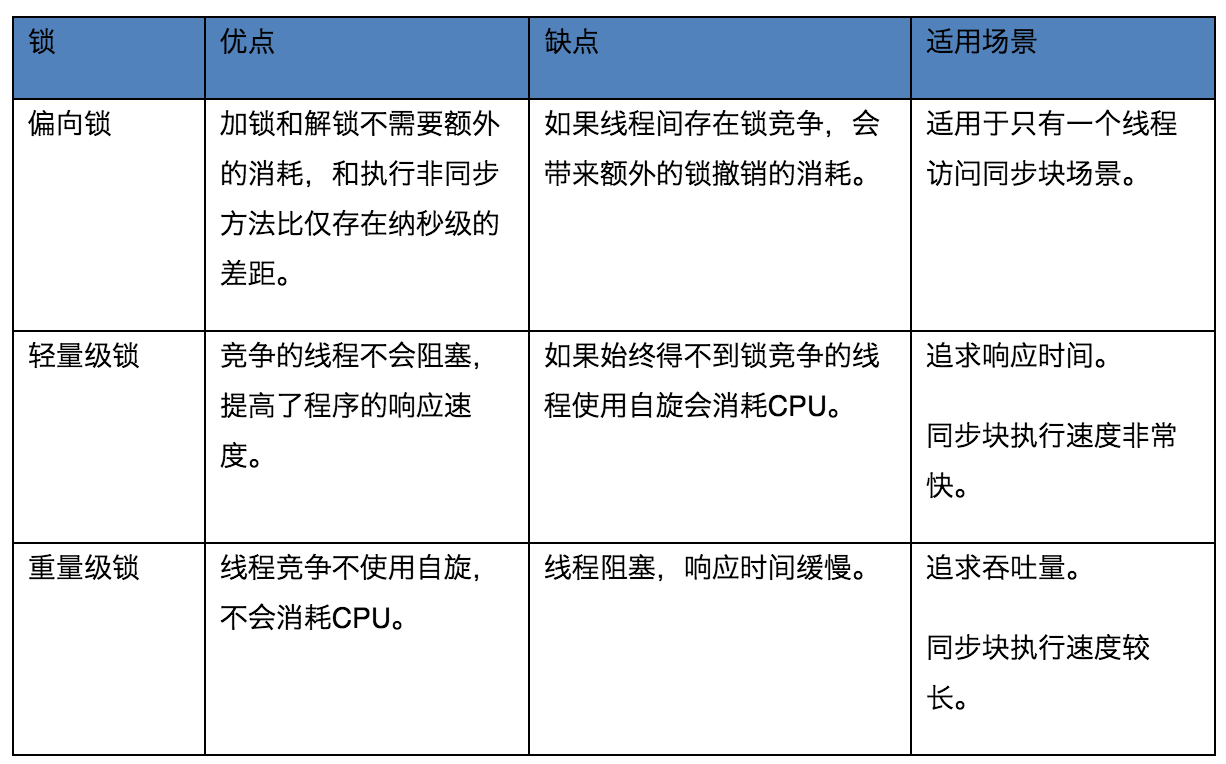 锁
优点
缺点
适用场景
偏向锁
加锁和解锁不需要额外
的消耗，和执行非同步
方法比仅存在纳秒级的
差距。
如果线程间存在锁竞争，会
带来额外的锁撤销的消耗。
适用于只有一个线程
访问同步块场景。
轻量级锁
竞争的线程不会阻塞，
提高了程序的响应速
度。
如果始终得不到锁竞争的线
程使用自旋会消耗CPU。
追求响应时间。
同步块执行速度非常
快。
重量级锁
线程竞争不使用自旋，
不会消耗CPU。
线程阻塞，响应时间缓慢。
追求吞吐量。
同步块执行速度较
长。